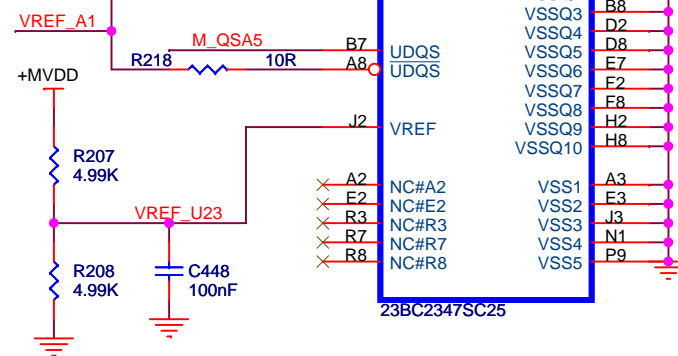 VREF_A1
M_QSA5
R218
10R
+MVDD
R207
4.99K
VREF_U23
R208
4.99K
C448
100nF
B7
UDQS
A8
UDQS
J2
VREF
A2
NC#A2
E2
NC#E2
R3
NC#R3
R7
NC#R7
R8
NC#R8
VSSQ3
B8
VSSQ4
D2
VSSQ5
D8
VSSQ6
E7
VSSQ7
F2
VSSQ8
F8
VSSQ9
H2
VSSQ10
H8
VSS1
A3
VSS2
E3
VSS3
J3
VSS4
N1
VSS5
P9
23BC2347SC25